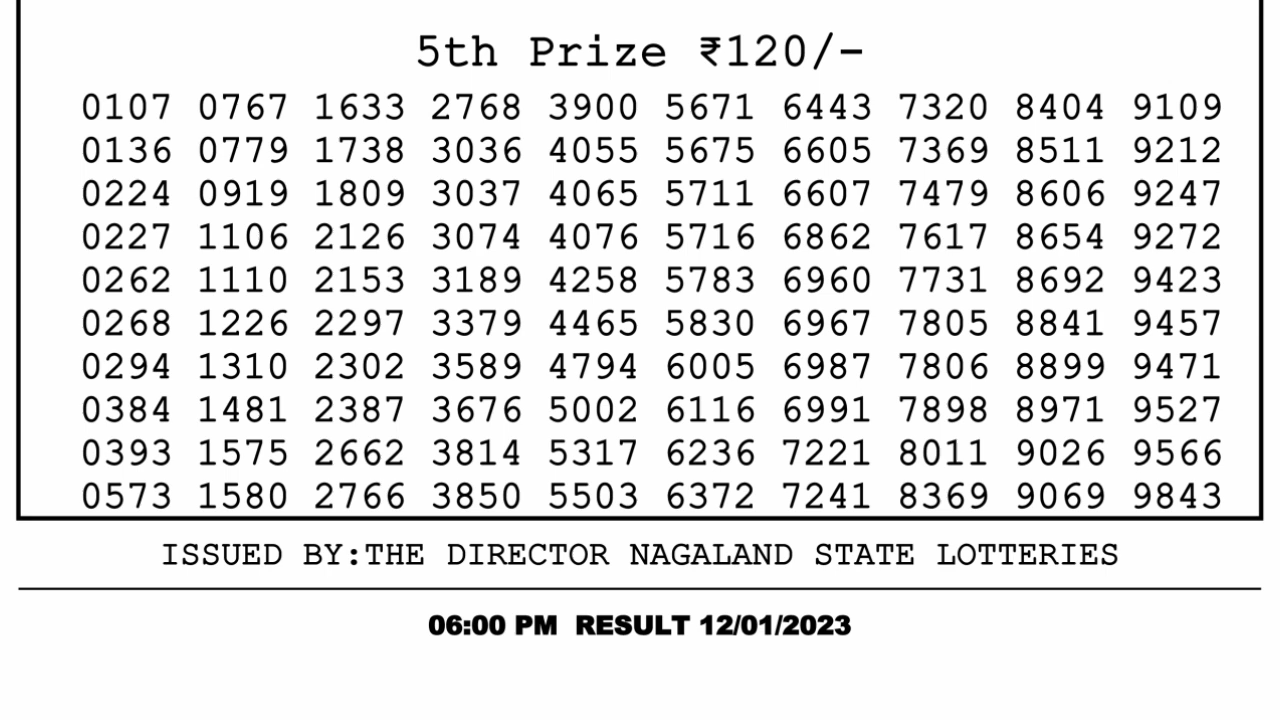 5th Prize ₹120/-
0107 0767 1633 2768 3900 5671 6443 7320 8404 9109
0136 0779 1738 3036 4055 5675 6605 7369 8511 9212
0224 0919 1809 3037 4065 5711 6607 7479 8606 9247
0227 1106 2126 3074 4076 5716 6862 7617 8654 9272
0262 1110 2153 3189 4258 5783 6960 7731 8692 9423
0268 1226 2297 3379 4465 5830 6967 7805 8841 9457
0294 1310 2302 3589 4794 6005 6987 7806 8899 9471
0384 1481 2387 3676 5002 6116 6991 7898 8971 9527
0393 1575 2662 3814 5317 6236 7221 8011 9026 9566
0573 1580 2766 3850 5503 6372 7241 8369 9069 9843
ISSUED BY:THE DIRECTOR NAGALAND STATE LOTTERIES
06:00 PM RESULT 12/01/2023